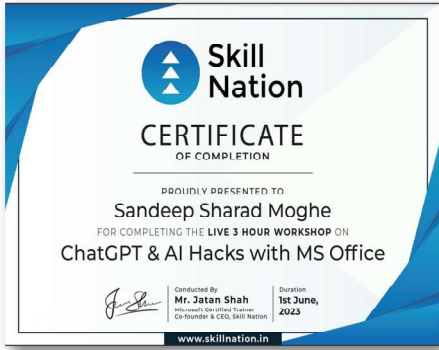 Skill
Nation
CERTIFICATE
OF COMPLETION
PROUDLY PRESENTED TO
Sandeep Sharad Moghe
FOR COMPLETING THE LIVE 3 HOUR WORKSHOP ON
ChatGPT & AI Hacks with MS Office
Conducted By
Mr. Jatan Shah
Microsoft Certified Trainer
Co-founder & CEO, Skill Nation
Duration
1st June,
2023
www.skillnation.in